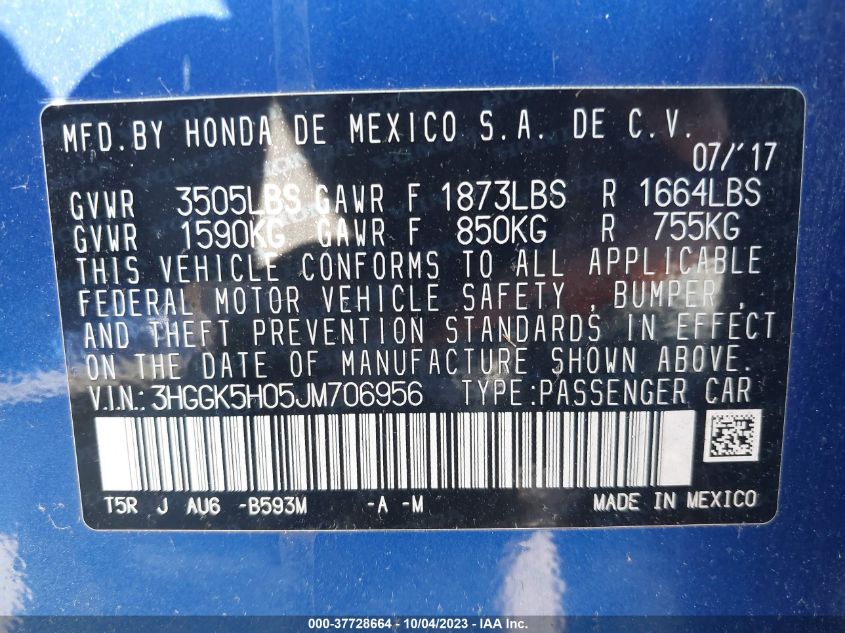 MFD.BY HONDA DE MEXICO S.A. DE C.V.
07/'17
GVWR 3505LBS GAWR F 1873LBS R 1664LBS
GVWR 1590KG GAWR F 850KG R 755KG
THIS VEHICLE CONFORMS TO ALL APPLICABLE
FEDERAL MOTOR VEHICLE SAFETY , BUMPER ,
AND THEFT PREVENTION STANDARDS IN EFFECT
ON THE DATE OF MANUFACTURE SHOWN ABOVE.
V.I.N.: 3HGGK5H05JM706956 TYPE:PASSENGER CAR
T5R J AU6 -B593M -A -M MADE IN MEXICO
000-37728664 - 10/04/2023 - Copyright © 2023 - IAA Inc.